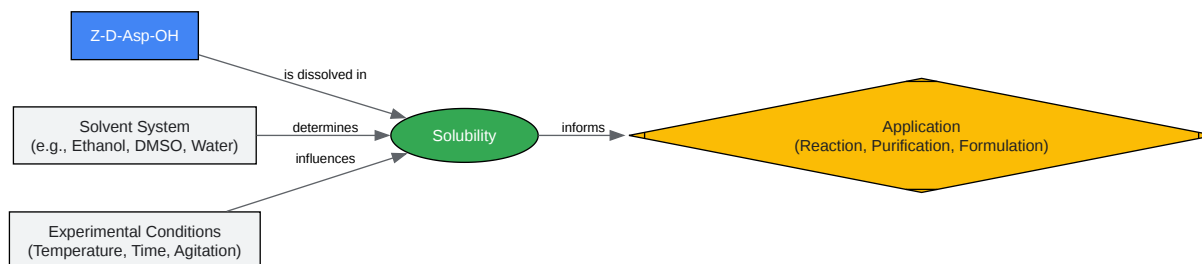 Z-D-Asp-OH
is dissolved in
Solvent System
(e.g., Ethanol, DMSO, Water)
determines
Solubility
informs
Application
(Reaction, Purification, Formulation)
influences
Experimental Conditions
(Temperature, Time, Agitation)